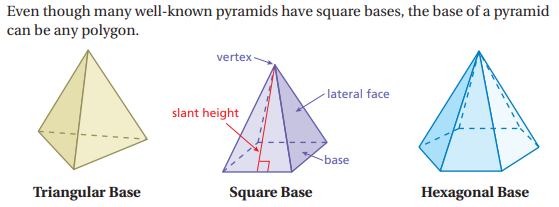 Even though many well-known pyramids have square bases, the base of a pyramid
can be any polygon.
vertex
lateral face
slant height
base
Triangular Base
Square Base
Hexagonal Base